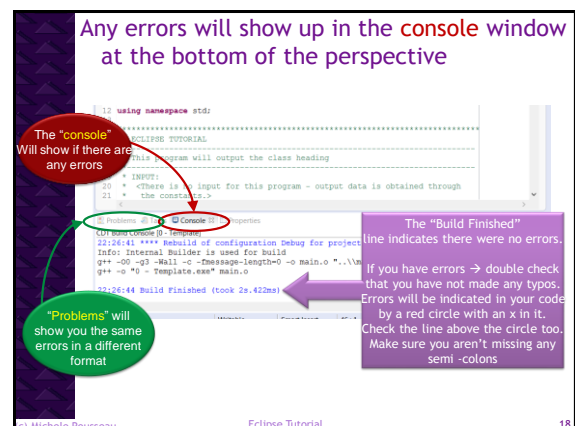 Any errors will show up in the console window
at the bottom of the perspective
12 using namespace std;
ECLIPSE TUTORIAL
This program will output the class heading
* INPUT:
20 * <There is no input for this program - output data is obtained through
21 * the constants.>
The "console"
Will show if there are
any errors
Problems Console Properties
CDT Build Console [0 - Template]
22:26:41 **** Rebuild of configuration Debug for project
Info: Internal Builder is used for build
g++ -O0 -g3 -Wall -c -fmessage-length=0 -o main.o "..\\m
g++ -o "0 - Template.exe" main.o
22:26:44 Build Finished (took 2s.422ms)
The "Build Finished"
line indicates there were no errors.
If you have errors → double check
that you have not made any typos.
Errors will be indicated in your code
by a red circle with an x in it.
Check the line above the circle too.
Make sure you aren't missing any
semi -colons
"Problems" will
show you the same
errors in a different
format
(c) Michele Rousseau
Eclipse Tutorial
18